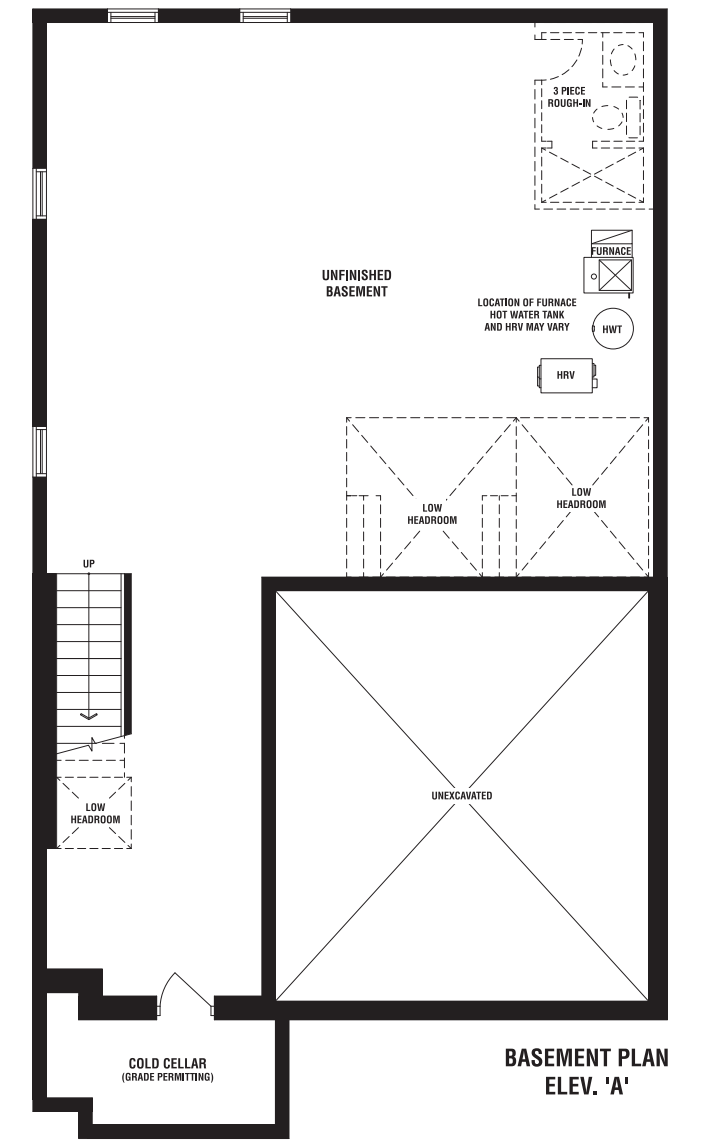 3 PIECE
ROUGH-IN
FURNACE
UNFINISHED
BASEMENT
LOCATION OF FURNACE
HOT WATER TANK
AND HRV MAY VARY
HWT
HRV
LOW
HEADROOM
LOW
HEADROOM
UP
UNEXCAVATED
LOW
HEADROOM
COLD CELLAR
(GRADE PERMITTING)
BASEMENT PLAN
ELEV. 'A'